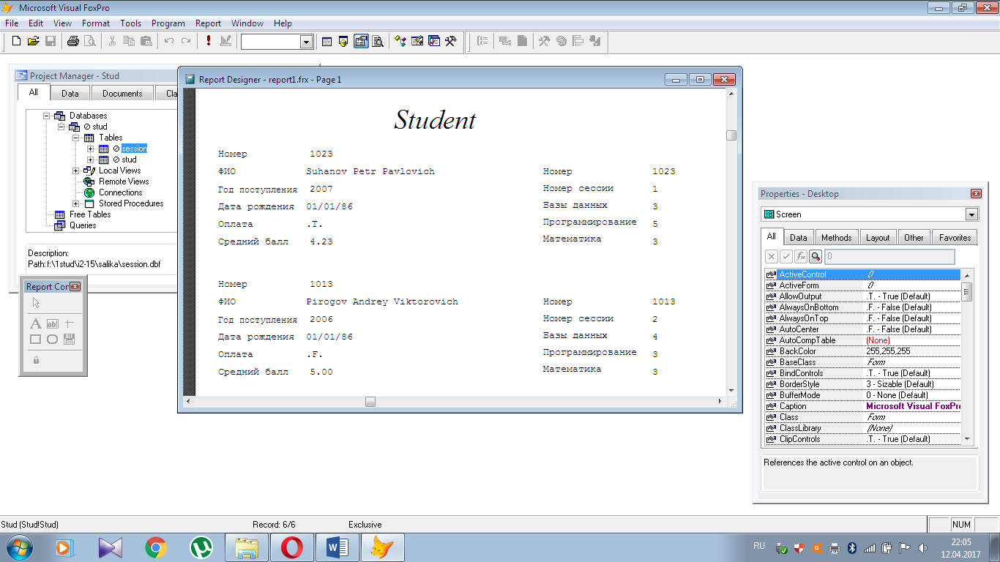 Microsoft Visual FoxPro
File Edit View Format Tools Program Report Window Help
Project Manager - Stud
All Data Documents Cla
Databases
stud
Tables
session
stud
Local Views
Remote Views
Connections
Stored Procedures
Free Tables
Queries
Description:
Path:f:\1stud\i2-15\salika\session.dbf
Report Cor
Report Designer - report1.frx - Page 1
Student
Номер 1023
ФИО Suhanov Petr Pavlovich Номер 1023
Год поступления 2007 Номер сессии 1
Дата рождения 01/01/86 Базы данных 3
Оплата .T. Программирование 5
Средний балл 4.23 Математика 3
Номер 1013
ФИО Pirogov Andrey Viktorovich Номер 1013
Год поступления 2006 Номер сессии 2
Дата рождения 01/01/86 Базы данных 4
Оплата .F. Программирование 3
Средний балл 5.00 Математика 3
Properties - Desktop
Screen
All Data Methods Layout Other Favorites
0
ActiveControl 0
ActiveForm 0
AllowOutput .T. - True (Default)
AlwaysOnBottom .F. - False (Default)
AlwaysOnTop .F. - False (Default)
AutoCenter .F. - False (Default)
AutoCompTable (None)
BackColor 255,255,255
BaseClass Form
BindControls .T. - True (Default)
BorderStyle 3 - Sizable (Default)
BufferMode 0 - None (Default)
Caption Microsoft Visual FoxPro
Class Form
ClassLibrary (None)
ClipControls .T. - True (Default)
References the active control on an object.
Stud (Stud!Stud) Record: 6/6 Exclusive NUM
RU 22:05
12.04.2017